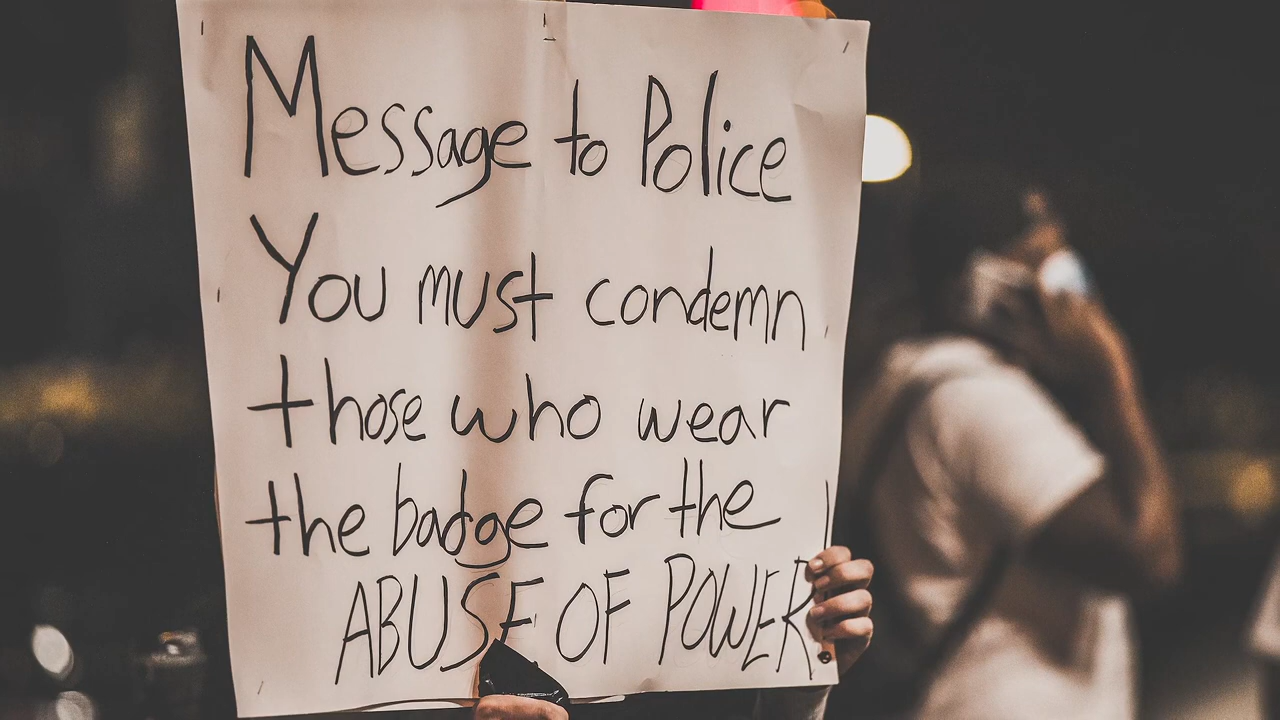 Message to Police
You must condemn
those who wear
the badge for the
ABUSE OF POWER!